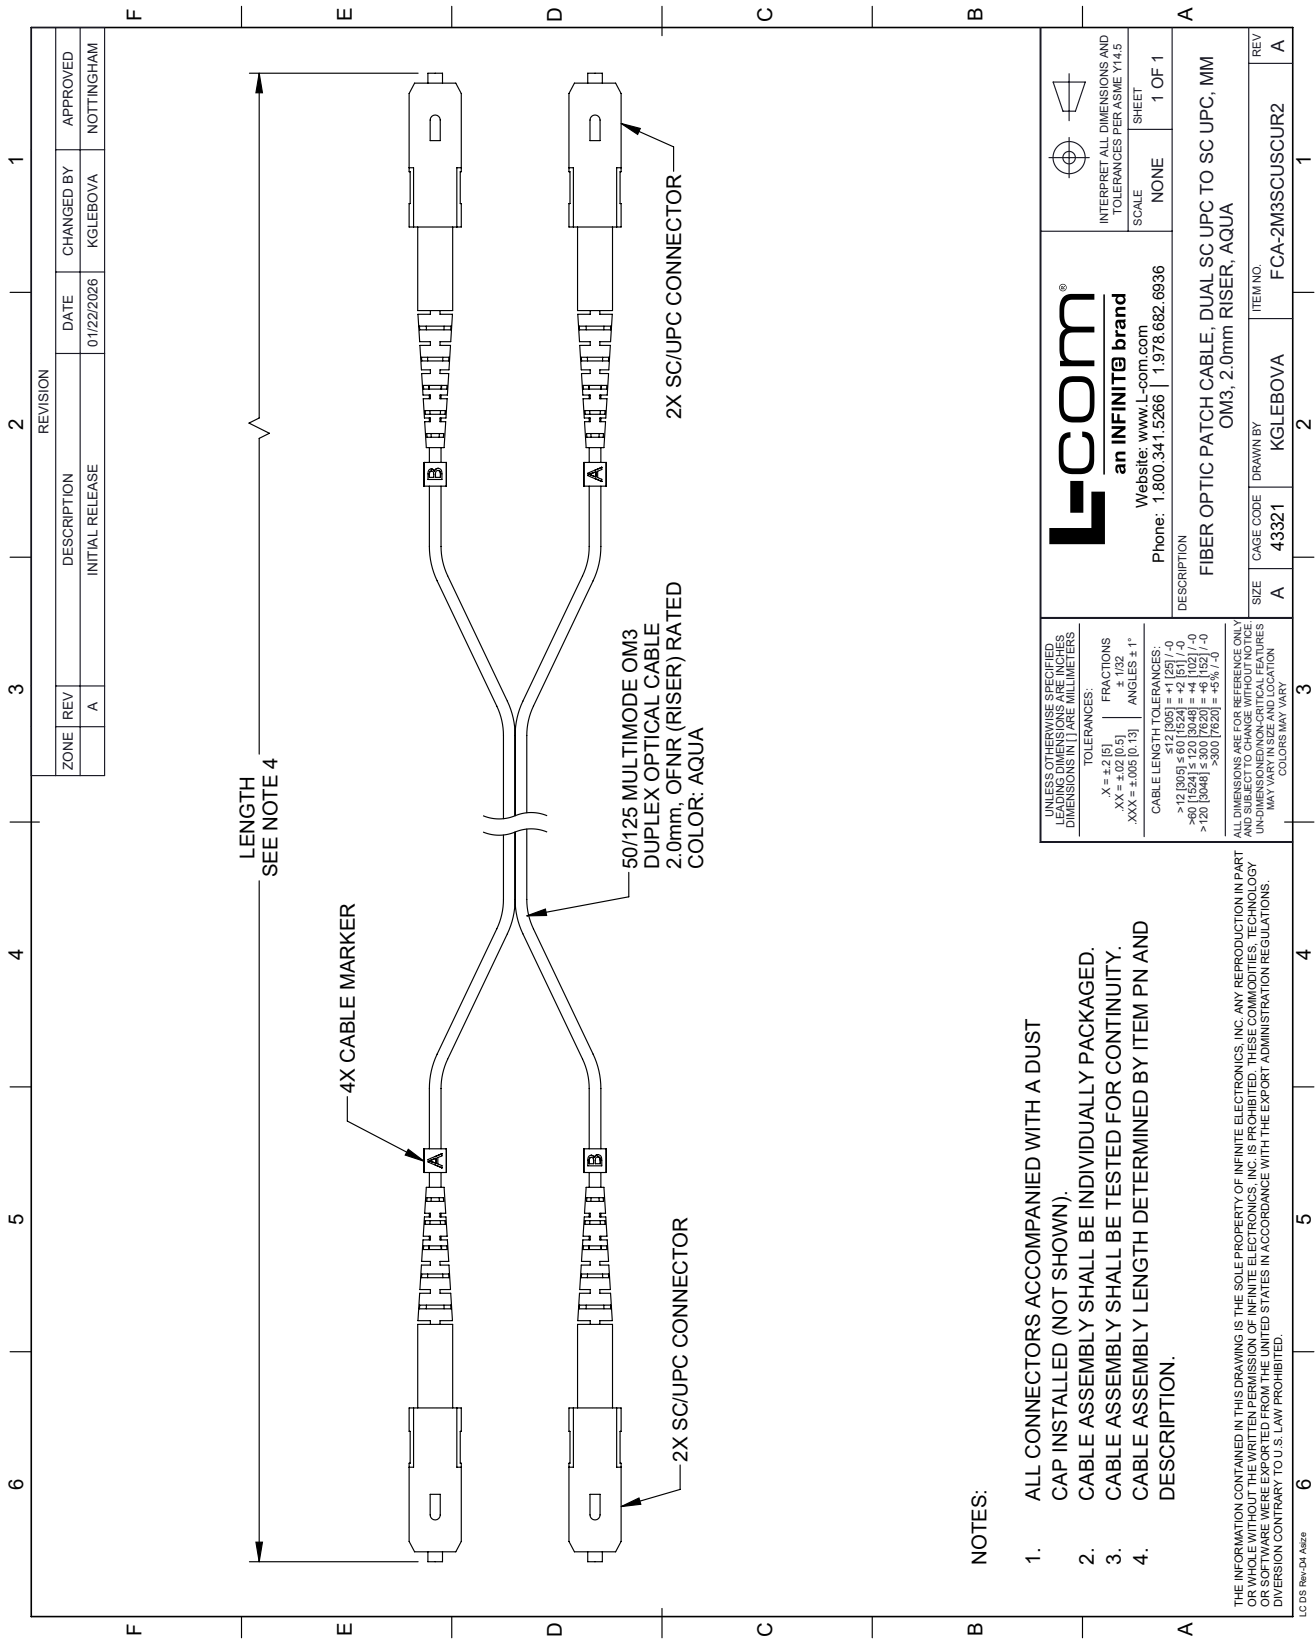 6
5
4
3
2
1
F
E
D
C
B
A
REVISION
ZONE REV DESCRIPTION DATE CHANGED BY APPROVED
A INITIAL RELEASE 01/22/2026 KGLEBOVA NOTTINGHAM
LENGTH
SEE NOTE 4
4X CABLE MARKER
A
B
B
A
2X SC/UPC CONNECTOR
50/125 MULTIMODE OM3
DUPLEX OPTICAL CABLE
2.0mm, OFNR (RISER) RATED
COLOR: AQUA
2X SC/UPC CONNECTOR
NOTES:
1. ALL CONNECTORS ACCOMPANIED WITH A DUST
CAP INSTALLED (NOT SHOWN).
2. CABLE ASSEMBLY SHALL BE INDIVIDUALLY PACKAGED.
3. CABLE ASSEMBLY SHALL BE TESTED FOR CONTINUITY.
4. CABLE ASSEMBLY LENGTH DETERMINED BY ITEM PN AND
DESCRIPTION.
THE INFORMATION CONTAINED IN THIS DRAWING IS THE SOLE PROPERTY OF INFINITE ELECTRONICS, INC. ANY REPRODUCTION IN PART
OR WHOLE WITHOUT THE WRITTEN PERMISSION OF INFINITE ELECTRONICS, INC. IS PROHIBITED. THESE COMMODITIES, TECHNOLOGY
OR SOFTWARE WERE EXPORTED FROM THE UNITED STATES IN ACCORDANCE WITH THE EXPORT ADMINISTRATION REGULATIONS.
DIVERSION CONTRARY TO U.S. LAW PROHIBITED.
UNLESS OTHERWISE SPECIFIED
LEADING DIMENSIONS ARE INCHES
DIMENSIONS IN [ ] ARE MILLIMETERS
TOLERANCES:
.X = ±.2 [5] FRACTIONS
.XX = ±.02 [0.5] ± 1/32
.XXX = ±.005 [0.13] ANGLES ± 1°
CABLE LENGTH TOLERANCES:
≤12 [305] = +1 [25] / -0
>12 [305] ≤ 60 [1524] = +2 [51] / -0
>60 [1524] ≤ 120 [3048] = +4 [102] / -0
>120 [3048] ≤ 300 [7620] = +6 [152] / -0
>300 [7620] = +5% / -0
ALL DIMENSIONS ARE FOR REFERENCE ONLY
AND SUBJECT TO CHANGE WITHOUT NOTICE.
UN-DIMENSIONED/NON-CRITICAL FEATURES
MAY VARY IN SIZE AND LOCATION
COLORS MAY VARY
L-com®
an INFINITE brand
Website: www.L-com.com
Phone: 1.800.341.5266 | 1.978.682.6936
INTERPRET ALL DIMENSIONS AND
TOLERANCES PER ASME Y14.5
SCALE NONE
SHEET 1 OF 1
DESCRIPTION
FIBER OPTIC PATCH CABLE, DUAL SC UPC TO SC UPC, MM
OM3, 2.0mm RISER, AQUA
SIZE A
CAGE CODE 43321
DRAWN BY KGLEBOVA
ITEM NO. FCA-2M3SCUSCUR2
REV A
F
E
D
C
B
A
6
5
4
3
2
1
LC DS Rev-D4 Asize